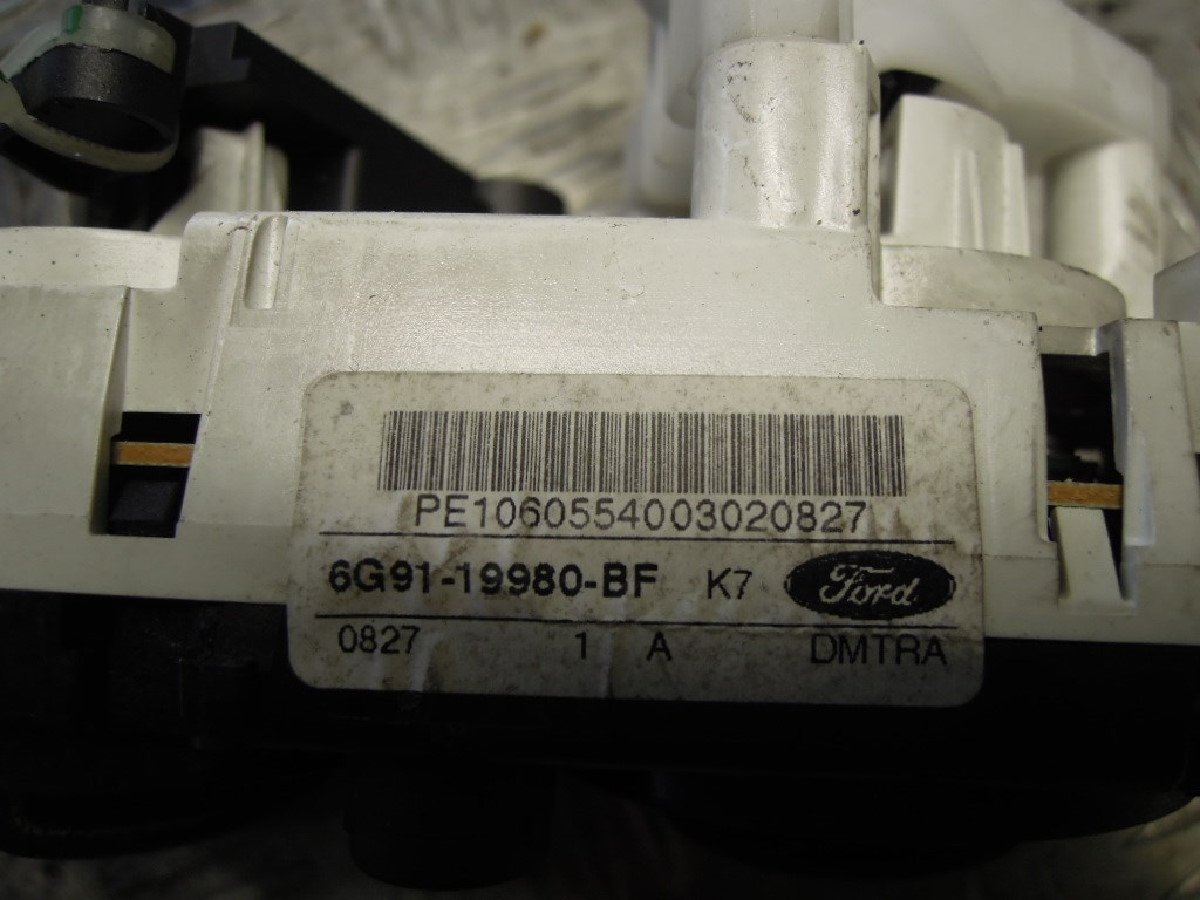 PE1060554003020827
6G91-19980-BF K7 Ford
0827 1 A DMTRA